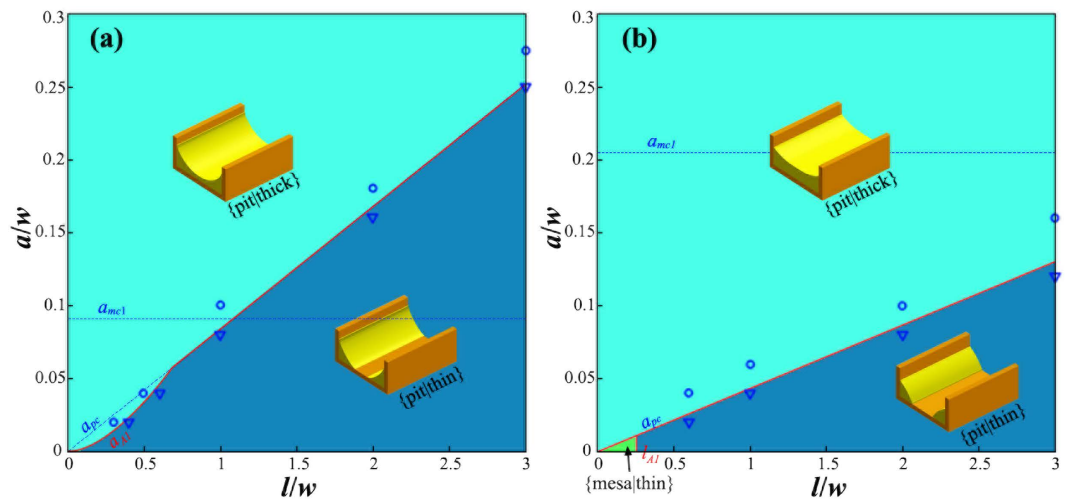 (a)
0.3
0.25
0.2
0.15
0.1
0.05
0
a/w
{pit|thick}
a_mc1
{pit|thin}
a_pc
a_A1
0 0.5 1 1.5 2 2.5 3
l/w
(b)
0.3
0.25
0.2
0.15
0.1
0.05
0
a/w
a_mc1
{pit|thick}
a_pc
{pit|thin}
l_A1
0 0.5 1 1.5 2 2.5 3
{mesa|thin}
l/w